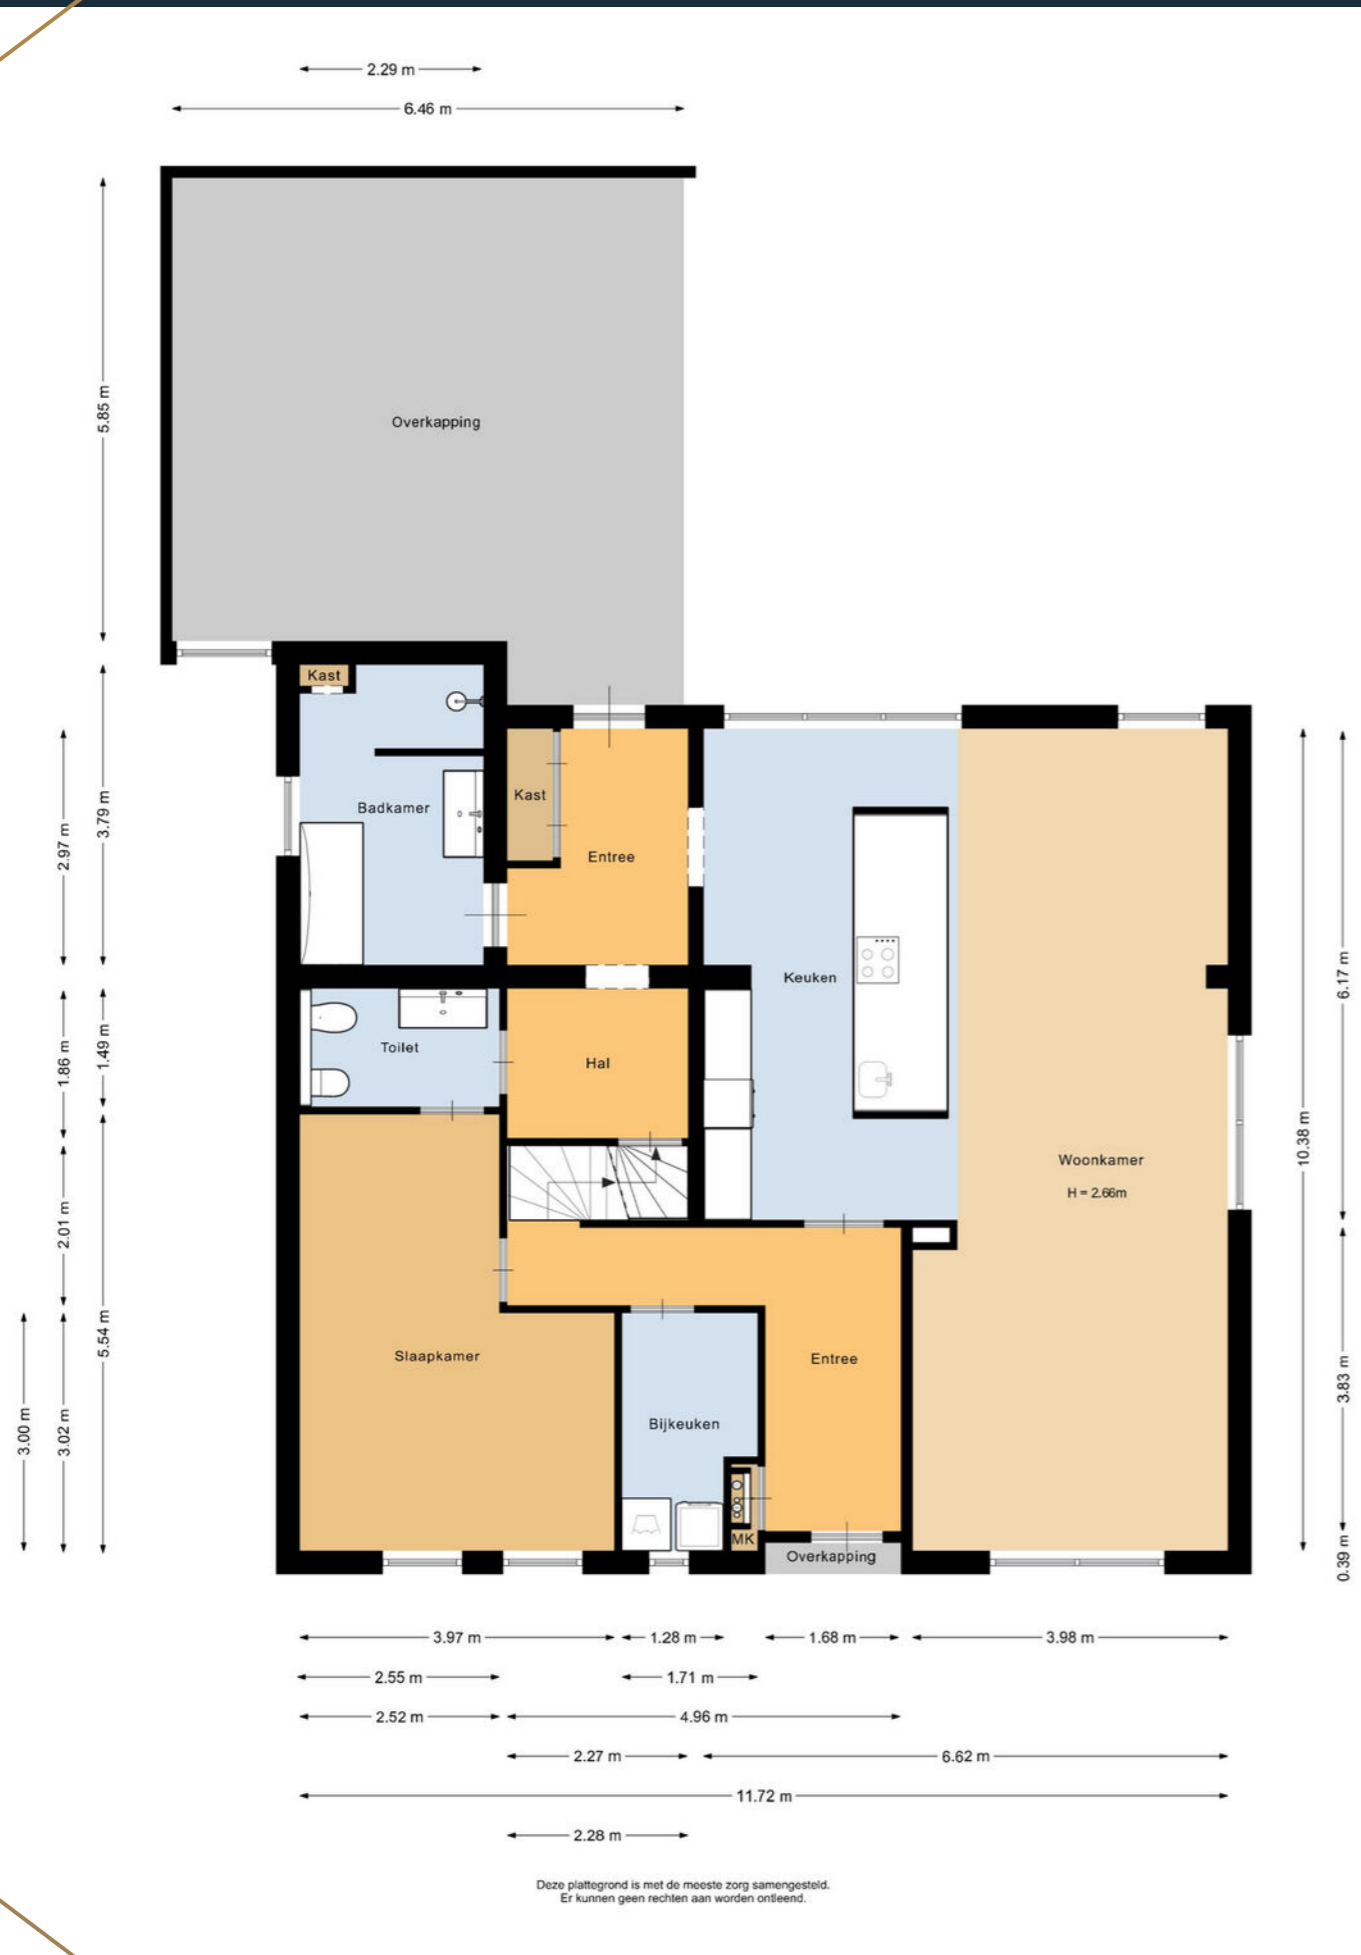 2.29 m
6.46 m
5.85 m
Overkapping
Kast
Badkamer
Kast
Entree
2.97 m
3.79 m
Keuken
6.17 m
Toilet
Hal
1.86 m
1.49 m
10.38 m
Woonkamer
H = 2.66m
2.01 m
5.54 m
Slaapkamer
Entree
3.83 m
Bijkeuken
3.00 m
3.02 m
MK
Overkapping
0.39 m
3.97 m
1.28 m
1.68 m
3.98 m
2.55 m
1.71 m
2.52 m
4.96 m
2.27 m
6.62 m
11.72 m
2.28 m
Deze plattegrond is met de meeste zorg samengesteld.
Er kunnen geen rechten aan worden ontleend.